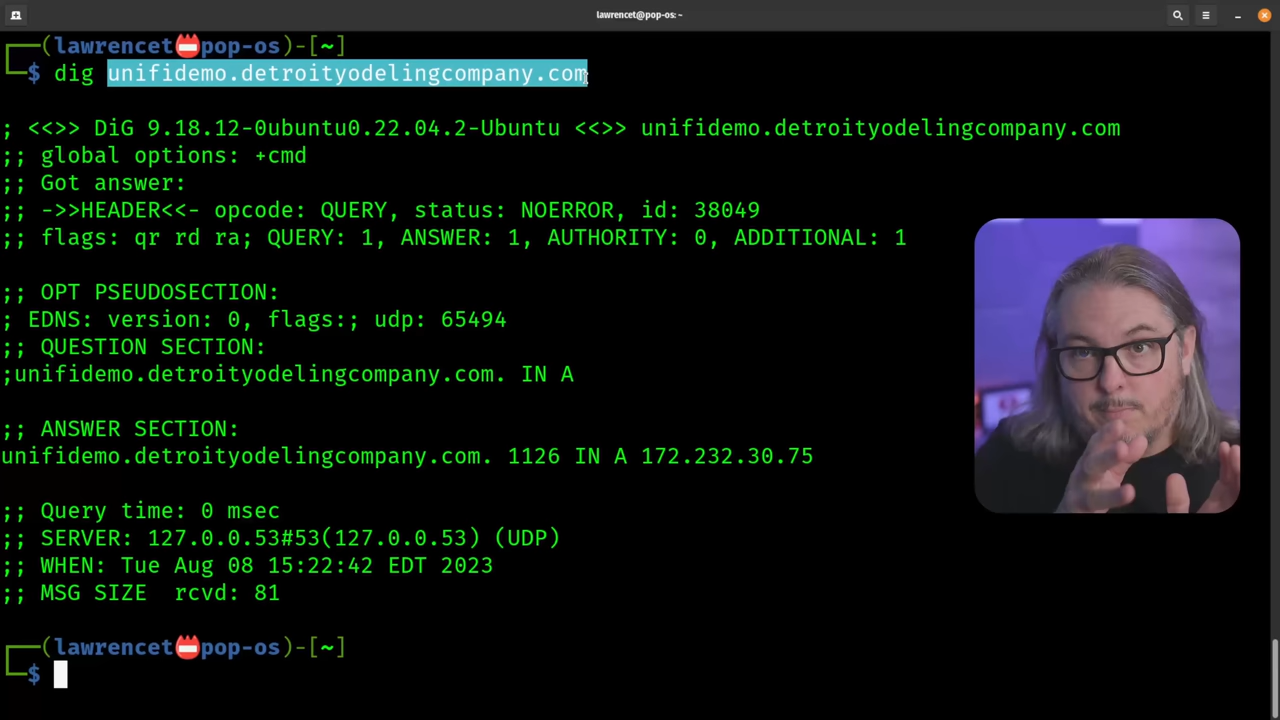 lawrencet@pop-os: ~
┌──(lawrencet📛pop-os)-[~]
└─$ dig unifidemo.detroityodelingcompany.com
; <<>> DiG 9.18.12-0ubuntu0.22.04.2-Ubuntu <<>> unifidemo.detroityodelingcompany.com
;; global options: +cmd
;; Got answer:
;; ->>HEADER<<- opcode: QUERY, status: NOERROR, id: 38049
;; flags: qr rd ra; QUERY: 1, ANSWER: 1, AUTHORITY: 0, ADDITIONAL: 1
;; OPT PSEUDOSECTION:
; EDNS: version: 0, flags:; udp: 65494
;; QUESTION SECTION:
;unifidemo.detroityodelingcompany.com. IN A
;; ANSWER SECTION:
unifidemo.detroityodelingcompany.com. 1126 IN A 172.232.30.75
;; Query time: 0 msec
;; SERVER: 127.0.0.53#53(127.0.0.53) (UDP)
;; WHEN: Tue Aug 08 15:22:42 EDT 2023
;; MSG SIZE  rcvd: 81
┌──(lawrencet📛pop-os)-[~]
└─$